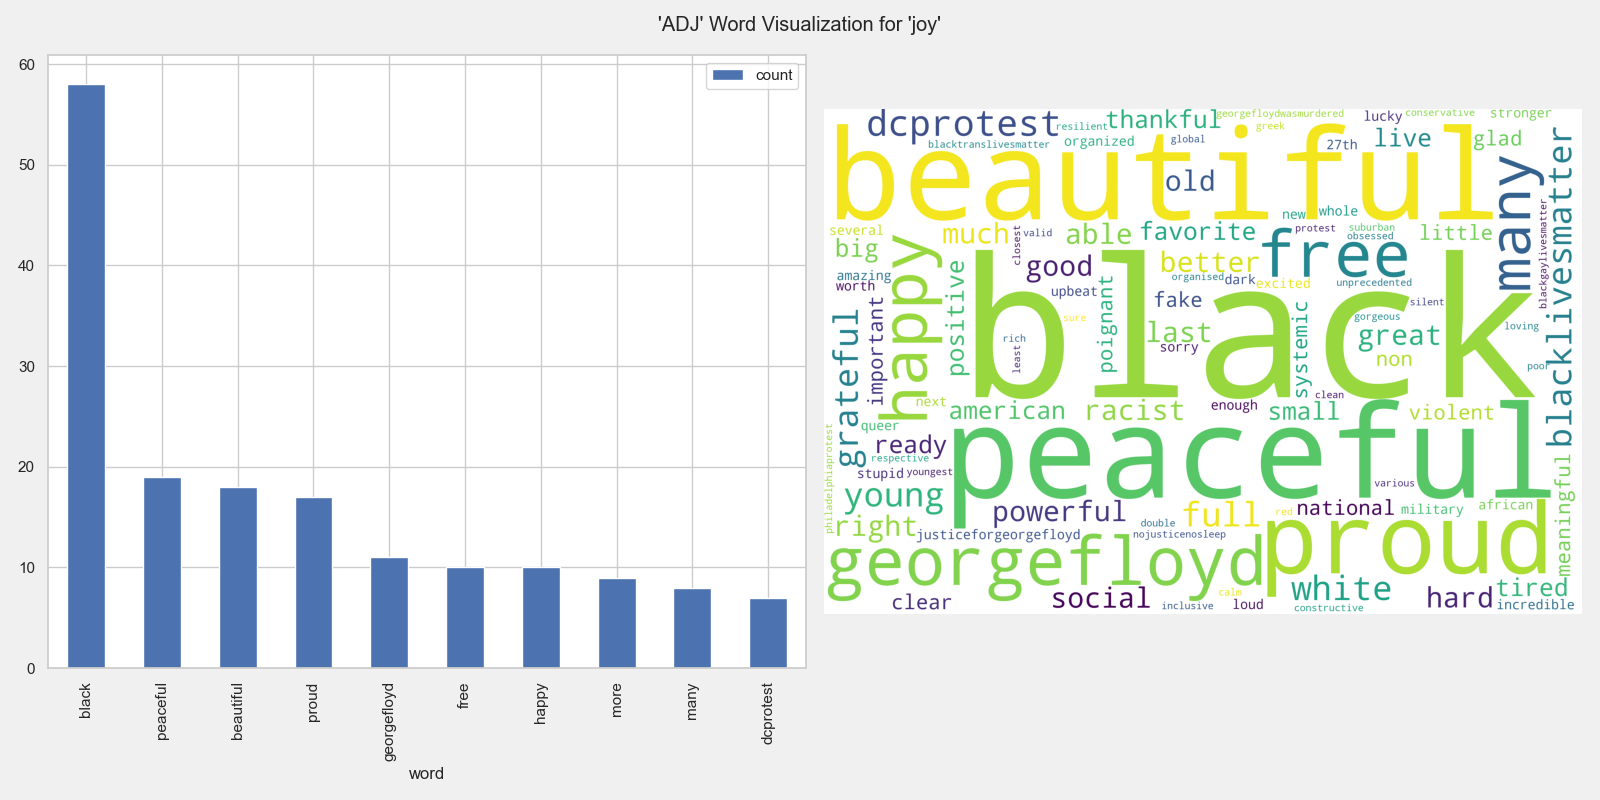 'ADJ' Word Visualization for 'joy'
count
60
50
40
30
20
10
0
black
peaceful
beautiful
proud
georgefloyd
free
happy
more
many
dcprotest
word
dcprotest
resilient
thankful
georgefloydwasmurdered
greek
lucky
conservative
stronger
blacktranslivesmatter
organized
global
27th
live
glad
beautiful
old
many
blacklivesmatter
several
much
closest
valid
able
favorite
new
whole
protest
suburban
obsessed
little
blackgaylivesmatter
big
happy
free
amazing
worth
positive
good
upbeat
poignant
better
organised
dark
excited
unprecedented
grateful
important
black
sure
fake
silent
gorgeous
loving
rich
least
last
sorry
systemic
great
non
poor
next
american
racist
enough
clean
small
violent
queer
ready
respective
peaceful
philadelphiaprotest
stupid
youngest
various
meaningful
young
powerful
full
red
national
military
african
right
justiceforgeorgefloyd
double
nojusticenosleep
proud
georgefloyd
clear
social
inclusive
calm
loud
white
constructive
hard
tired
incredible